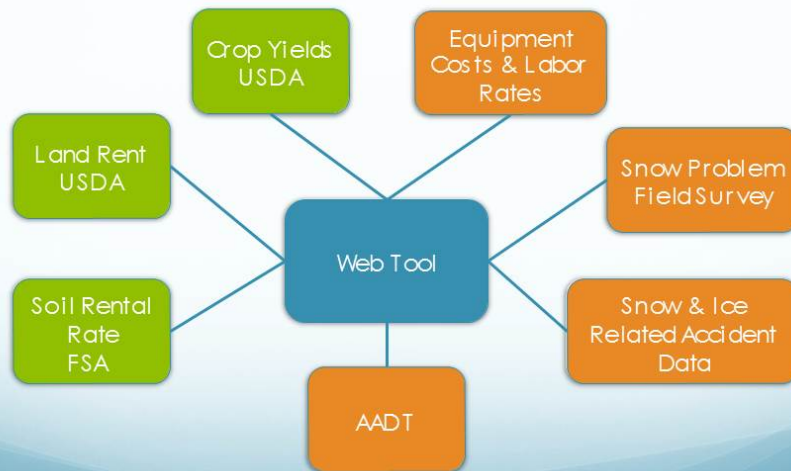 Crop Yields
USDA
Equipment
Costs & Labor
Rates
Land Rent
USDA
Snow Problem
Field Survey
Web Tool
Soil Rental
Rate
FSA
Snow & Ice
Related Accident
Data
AADT